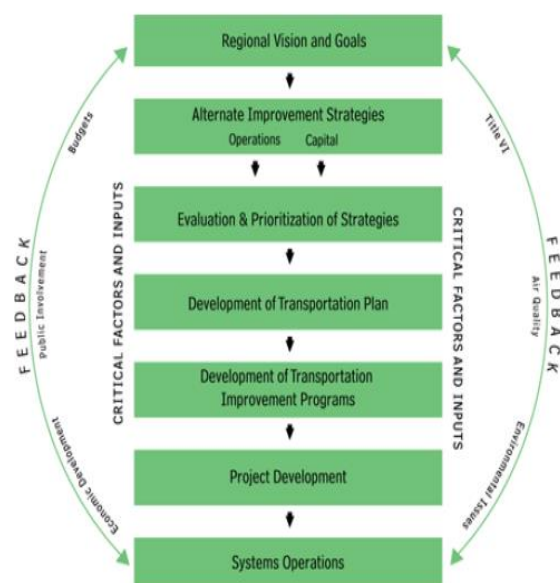 Regional Vision and Goals
Alternate Improvement Strategies
Operations Capital
Evaluation & Prioritization of Strategies
Development of Transportation Plan
Development of Transportation
Improvement Programs
Project Development
Systems Operations
FEEDBACK
Budgets
Public Involvement
Economic Development
CRITICAL FACTORS AND INPUTS
CRITICAL FACTORS AND INPUTS
Title VI
Air Quality
Environmental Issues
FEEDBACK